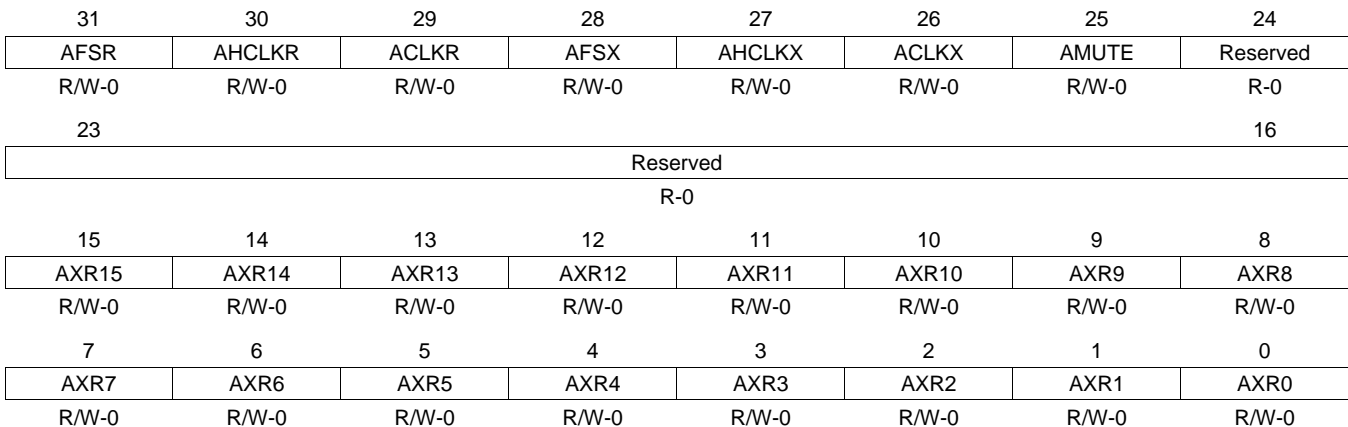 31 30 29 28 27 26 25 24
AFSR AHCLKR ACLKR AFSX AHCLKX ACLKX AMUTE Reserved
R/W-0 R/W-0 R/W-0 R/W-0 R/W-0 R/W-0 R/W-0 R-0
23 16
Reserved
R-0
15 14 13 12 11 10 9 8
AXR15 AXR14 AXR13 AXR12 AXR11 AXR10 AXR9 AXR8
R/W-0 R/W-0 R/W-0 R/W-0 R/W-0 R/W-0 R/W-0 R/W-0
7 6 5 4 3 2 1 0
AXR7 AXR6 AXR5 AXR4 AXR3 AXR2 AXR1 AXR0
R/W-0 R/W-0 R/W-0 R/W-0 R/W-0 R/W-0 R/W-0 R/W-0